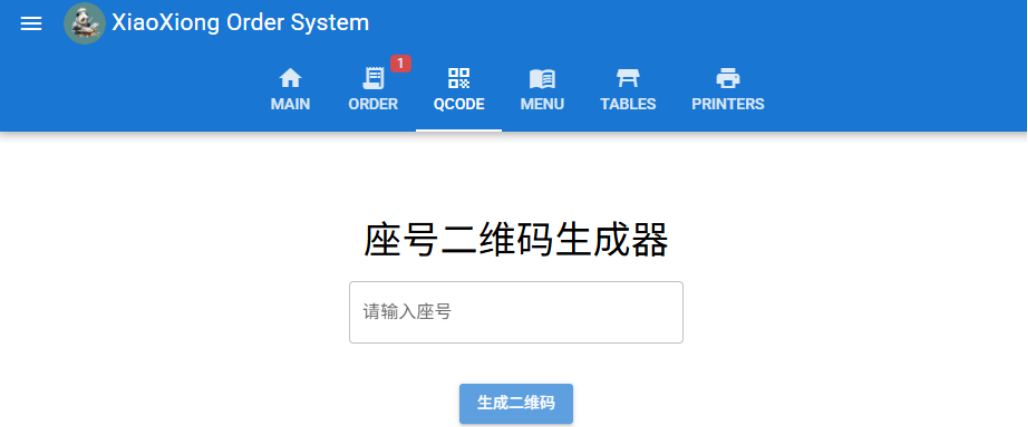 XiaoXiong Order System
1
MAIN ORDER QCODE MENU TABLES PRINTERS
座号二维码生成器
请输入座号
生成二维码